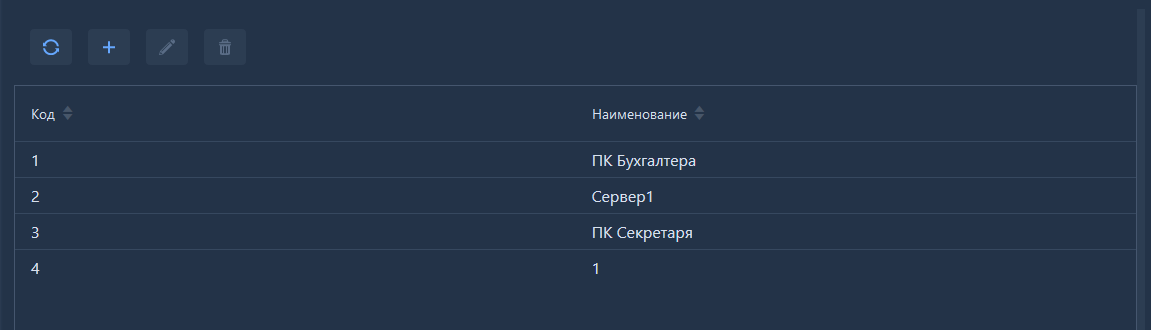 Код Наименование
1 ПК Бухгалтера
2 Сервер1
3 ПК Секретаря
4 1